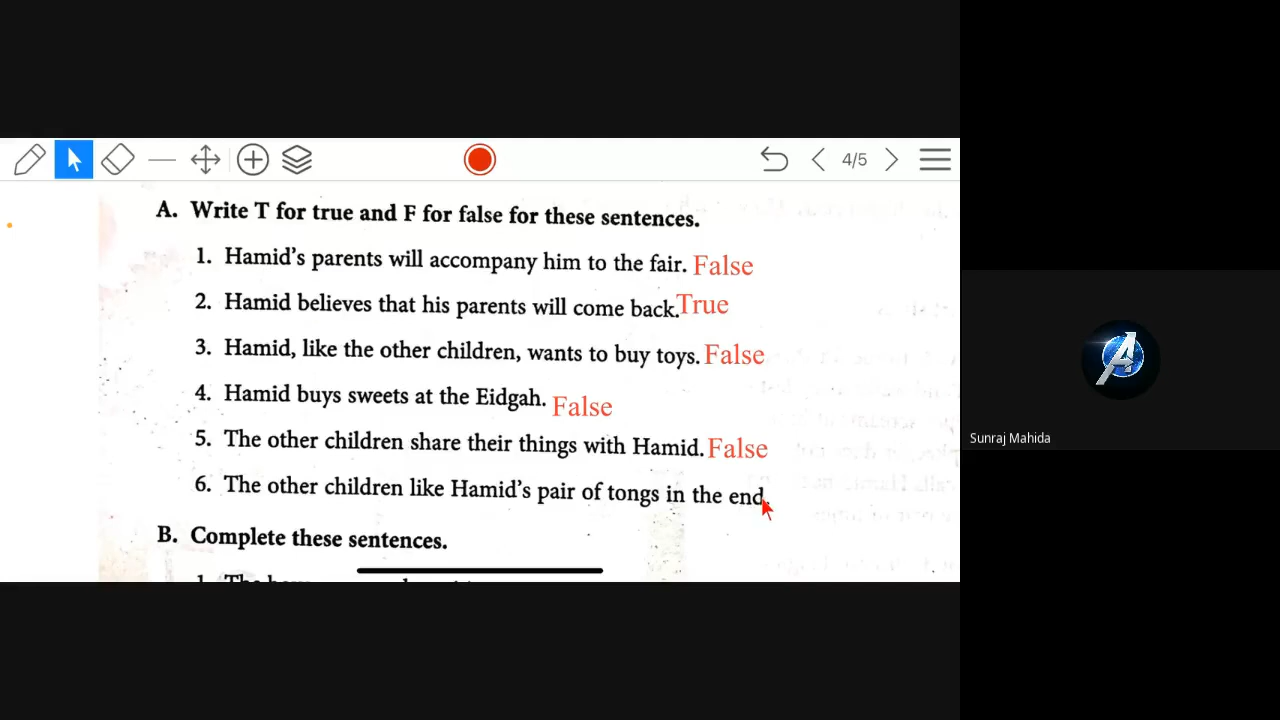 4/5
A. Write T for true and F for false for these sentences.
1. Hamid's parents will accompany him to the fair. False
2. Hamid believes that his parents will come back. True
3. Hamid, like the other children, wants to buy toys. False
4. Hamid buys sweets at the Eidgah. False
5. The other children share their things with Hamid. False
6. The other children like Hamid's pair of tongs in the end.
B. Complete these sentences.
Sunraj Mahida